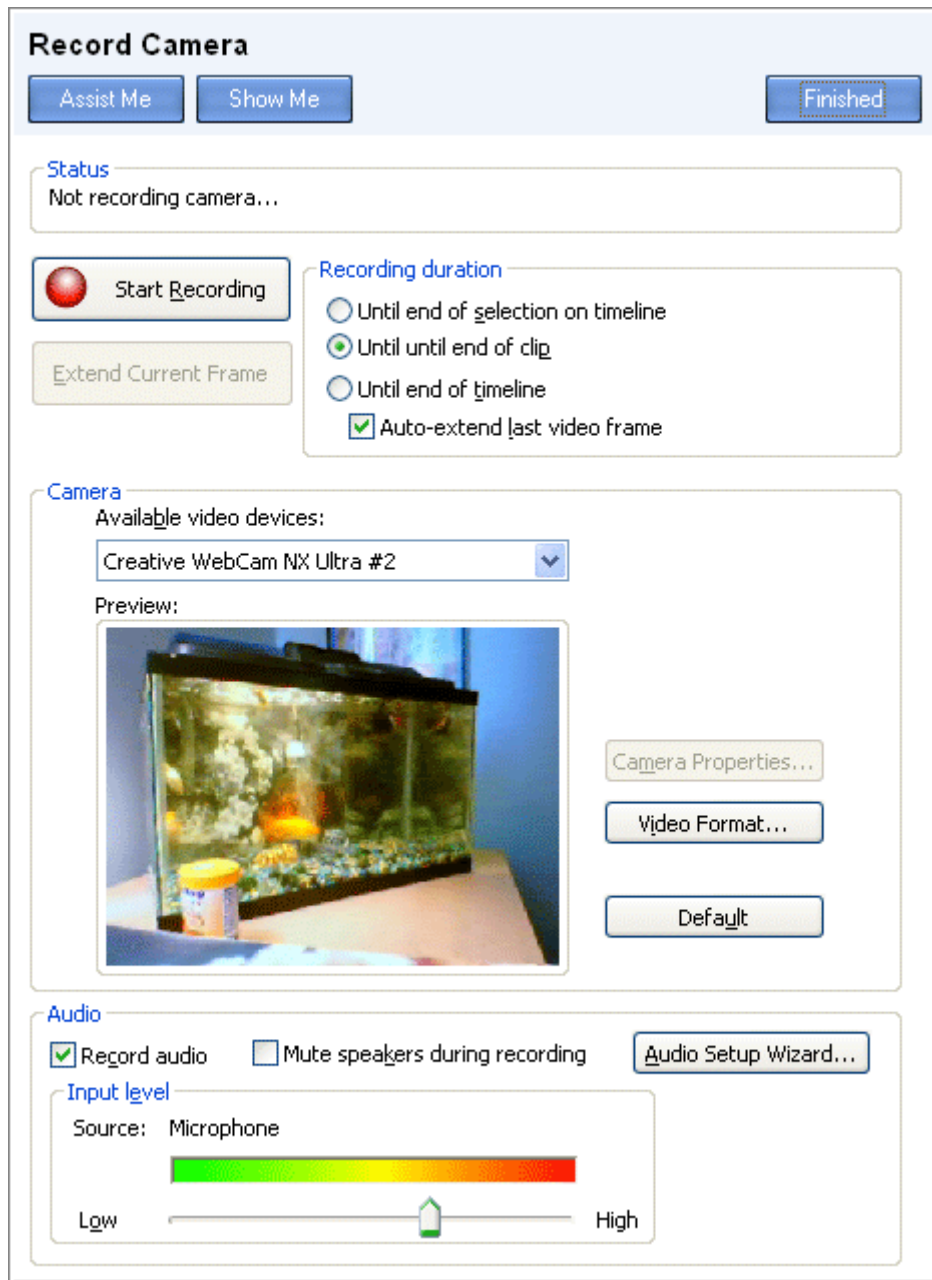 Record Camera
Assist Me Show Me Finished
Status
Not recording camera...
Start Recording
Extend Current Frame
Recording duration
Until end of selection on timeline
Until until end of clip
Until end of timeline
Auto-extend last video frame
Camera
Available video devices:
Creative WebCam NX Ultra #2
Preview:
Camera Properties...
Video Format...
Default
Audio
Record audio Mute speakers during recording Audio Setup Wizard...
Input level
Source: Microphone
Low High